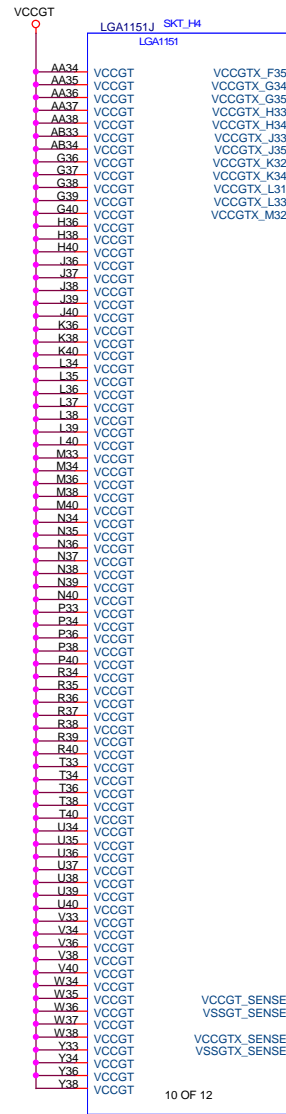 VCCGT
LGA1151J SKT_H4
LGA1151
AA34 VCCGT VCCGTX_F35
AA35 VCCGT VCCGTX_G34
AA36 VCCGT VCCGTX_G35
AA37 VCCGT VCCGTX_H33
AA38 VCCGT VCCGTX_H34
AB33 VCCGT VCCGTX_J33
AB34 VCCGT VCCGTX_J35
G36 VCCGT VCCGTX_K32
G37 VCCGT VCCGTX_K34
G38 VCCGT VCCGTX_L31
G39 VCCGT VCCGTX_L33
G40 VCCGT VCCGTX_M32
H36 VCCGT
H38 VCCGT
H40 VCCGT
J36 VCCGT
J37 VCCGT
J38 VCCGT
J39 VCCGT
J40 VCCGT
K36 VCCGT
K38 VCCGT
K40 VCCGT
L34 VCCGT
L35 VCCGT
L36 VCCGT
L37 VCCGT
L38 VCCGT
L39 VCCGT
L40 VCCGT
M33 VCCGT
M34 VCCGT
M36 VCCGT
M38 VCCGT
M40 VCCGT
N34 VCCGT
N35 VCCGT
N36 VCCGT
N37 VCCGT
N38 VCCGT
N39 VCCGT
N40 VCCGT
P33 VCCGT
P34 VCCGT
P36 VCCGT
P38 VCCGT
P40 VCCGT
R34 VCCGT
R35 VCCGT
R36 VCCGT
R37 VCCGT
R38 VCCGT
R39 VCCGT
R40 VCCGT
T33 VCCGT
T34 VCCGT
T36 VCCGT
T38 VCCGT
T40 VCCGT
U34 VCCGT
U35 VCCGT
U36 VCCGT
U37 VCCGT
U38 VCCGT
U39 VCCGT
U40 VCCGT
V33 VCCGT
V34 VCCGT
V36 VCCGT
V38 VCCGT
V40 VCCGT
W34 VCCGT
W35 VCCGT VCCGT_SENSE
W36 VCCGT VSSGT_SENSE
W37 VCCGT
W38 VCCGT VCCGTX_SENSE
Y33 VCCGT VSSGTX_SENSE
Y34 VCCGT
Y36 VCCGT
Y38 VCCGT
10 OF 12